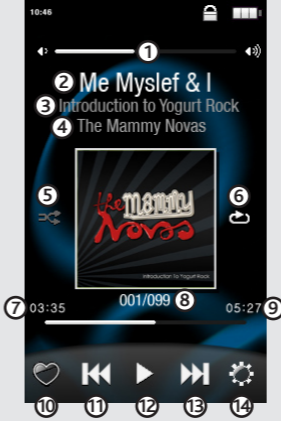 10:46
1
2 Me Myslef & I
3 Introduction to Yogurt Rock
4 The Mammy Novas
5 6
the mammy Novas
Introduction To Yogurt Rock
7 03:35 001/099 8 05:27 9
10 11 12 13 14